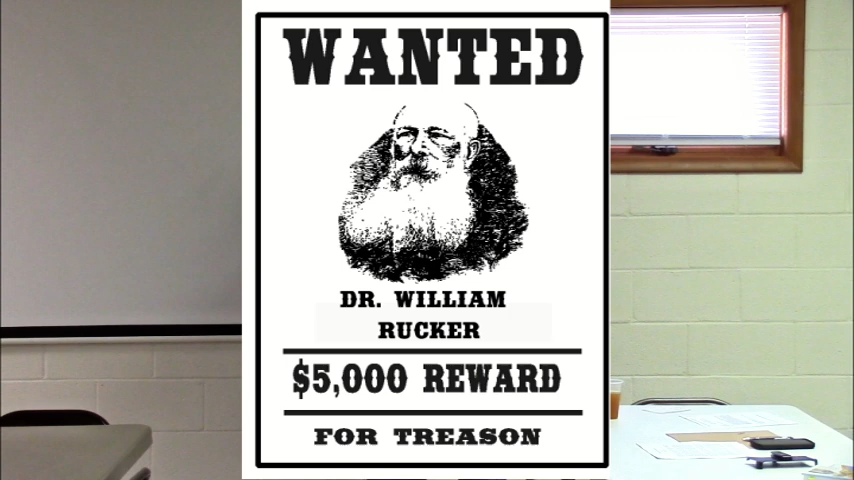 WANTED
DR. WILLIAM
RUCKER
$5,000 REWARD
FOR TREASON